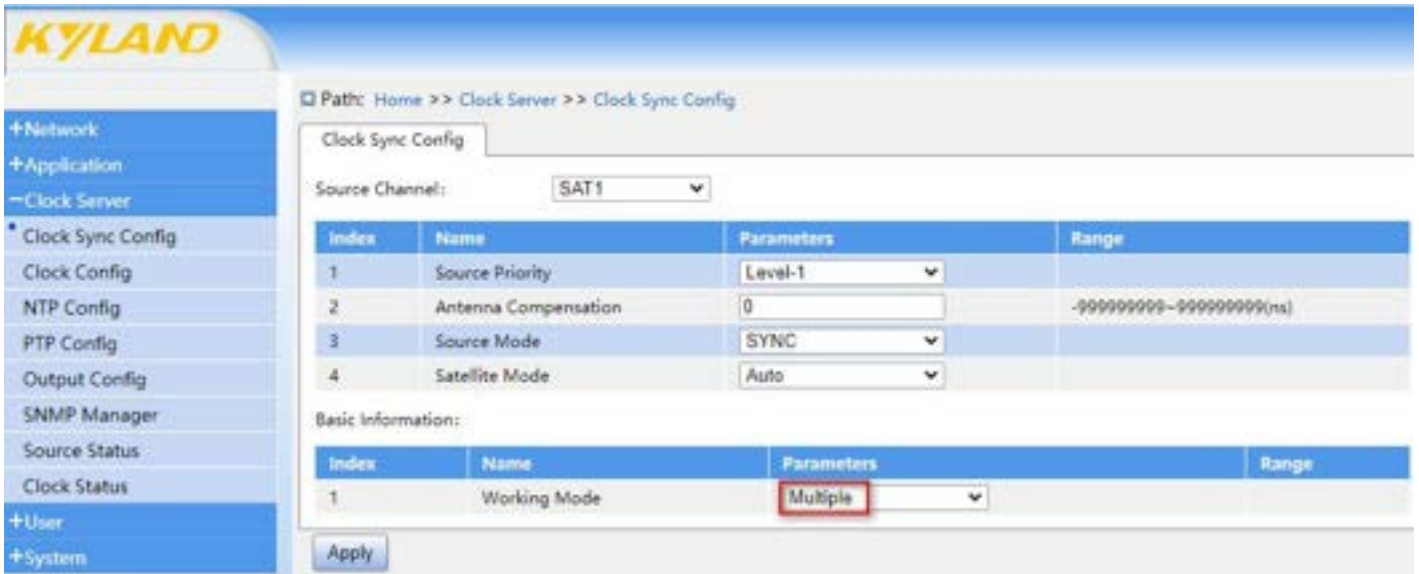 KYLAND
Path: Home >> Clock Server >> Clock Sync Config
+Network
+Application
−Clock Server
Clock Sync Config
Clock Config
NTP Config
PTP Config
Output Config
SNMP Manager
Source Status
Clock Status
+User
+System
Clock Sync Config
Source Channel: SAT1
Index Name Parameters Range
1 Source Priority Level-1
2 Antenna Compensation 0 -999999999~999999999(ns)
3 Source Mode SYNC
4 Satellite Mode Auto
Basic Information:
Index Name Parameters Range
1 Working Mode Multiple
Apply